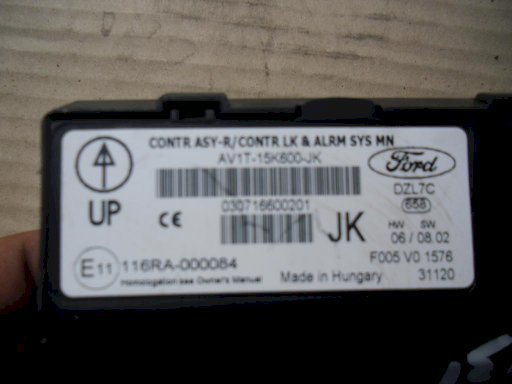 CONTR ASY-R/CONTR LK & ALRM SYS MN
AV1T-15K600-JK
Ford
DZL7C
658
UP
CE
030716600201
JK
HW SW
06 / 08.02
F005 V0 1576
31120
E11
116RA-000084
Homologation see Owner's Manual
Made in Hungary